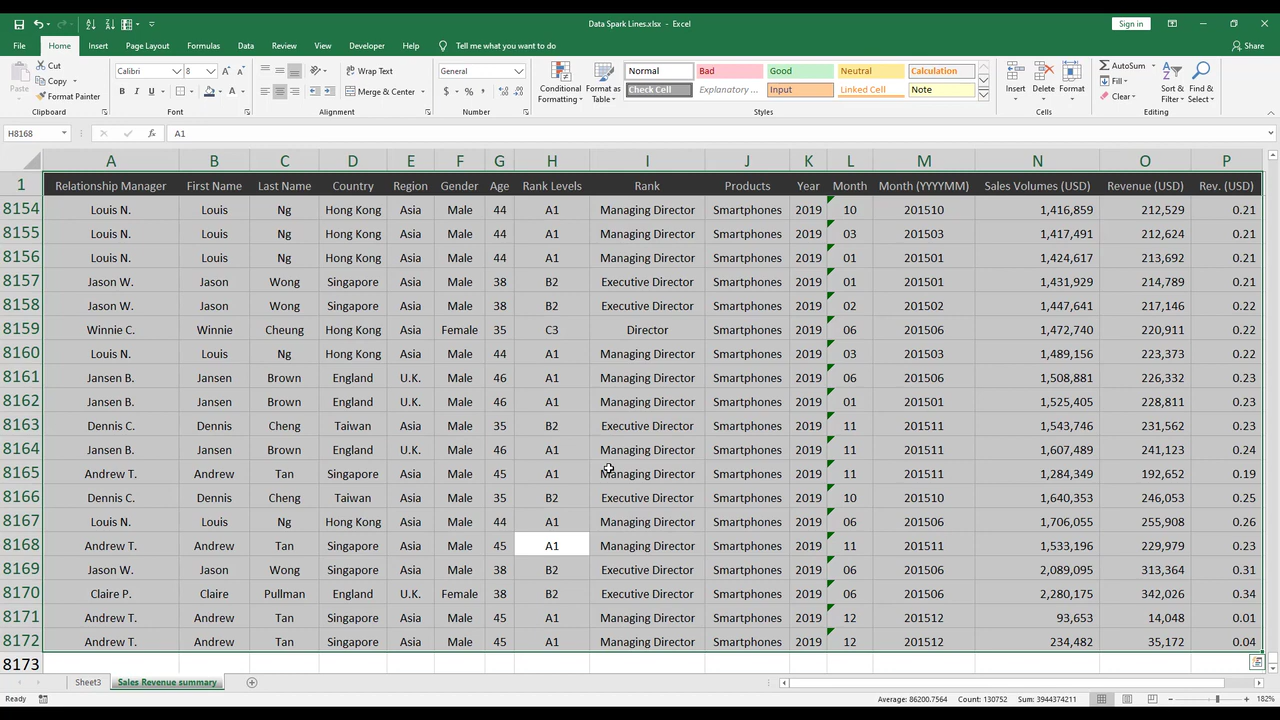 Data Spark Lines.xlsx - Excel
Sign in
File Home Insert Page Layout Formulas Data Review View Developer Help Tell me what you want to do Share
Paste
Cut
Copy
Format Painter
Clipboard
Calibri 8 A A
B I U A
Font
Wrap Text
Merge & Center
Alignment
General
$ % ,
Number
Conditional Formatting
Format as Table
Normal Bad Good Neutral Calculation
Check Cell Explanatory ... Input Linked Cell Note
Styles
Insert Delete Format
Cells
AutoSum
Fill
Clear
Sort & Filter
Find & Select
Editing
H8168 fx A1
A B C D E F G H I J K L M N O P
1 Relationship Manager First Name Last Name Country Region Gender Age Rank Levels Rank Products Year Month Month (YYYYMM) Sales Volumes (USD) Revenue (USD) Rev. (USD)
8154 Louis N. Louis Ng Hong Kong Asia Male 44 A1 Managing Director Smartphones 2019 10 201510 1,416,859 212,529 0.21
8155 Louis N. Louis Ng Hong Kong Asia Male 44 A1 Managing Director Smartphones 2019 03 201503 1,417,491 212,624 0.21
8156 Louis N. Louis Ng Hong Kong Asia Male 44 A1 Managing Director Smartphones 2019 01 201501 1,424,617 213,692 0.21
8157 Jason W. Jason Wong Singapore Asia Male 38 B2 Executive Director Smartphones 2019 01 201501 1,431,929 214,789 0.21
8158 Jason W. Jason Wong Singapore Asia Male 38 B2 Executive Director Smartphones 2019 02 201502 1,447,641 217,146 0.22
8159 Winnie C. Winnie Cheung Hong Kong Asia Female 35 C3 Director Smartphones 2019 06 201506 1,472,740 220,911 0.22
8160 Louis N. Louis Ng Hong Kong Asia Male 44 A1 Managing Director Smartphones 2019 03 201503 1,489,156 223,373 0.22
8161 Jansen B. Jansen Brown England U.K. Male 46 A1 Managing Director Smartphones 2019 06 201506 1,508,881 226,332 0.23
8162 Jansen B. Jansen Brown England U.K. Male 46 A1 Managing Director Smartphones 2019 01 201501 1,525,405 228,811 0.23
8163 Dennis C. Dennis Cheng Taiwan Asia Male 35 B2 Executive Director Smartphones 2019 11 201511 1,543,746 231,562 0.23
8164 Jansen B. Jansen Brown England U.K. Male 46 A1 Managing Director Smartphones 2019 11 201511 1,607,489 241,123 0.24
8165 Andrew T. Andrew Tan Singapore Asia Male 45 A1 Managing Director Smartphones 2019 11 201511 1,284,349 192,652 0.19
8166 Dennis C. Dennis Cheng Taiwan Asia Male 35 B2 Executive Director Smartphones 2019 10 201510 1,640,353 246,053 0.25
8167 Louis N. Louis Ng Hong Kong Asia Male 44 A1 Managing Director Smartphones 2019 06 201506 1,706,055 255,908 0.26
8168 Andrew T. Andrew Tan Singapore Asia Male 45 A1 Managing Director Smartphones 2019 11 201511 1,533,196 229,979 0.23
8169 Jason W. Jason Wong Singapore Asia Male 38 B2 Executive Director Smartphones 2019 06 201506 2,089,095 313,364 0.31
8170 Claire P. Claire Pullman England U.K. Female 38 B2 Executive Director Smartphones 2019 06 201506 2,280,175 342,026 0.34
8171 Andrew T. Andrew Tan Singapore Asia Male 45 A1 Managing Director Smartphones 2019 12 201512 93,653 14,048 0.01
8172 Andrew T. Andrew Tan Singapore Asia Male 45 A1 Managing Director Smartphones 2019 12 201512 234,482 35,172 0.04
8173
Sheet3 Sales Revenue summary
Ready Average: 86200.7564 Count: 130752 Sum: 3944374211 182%